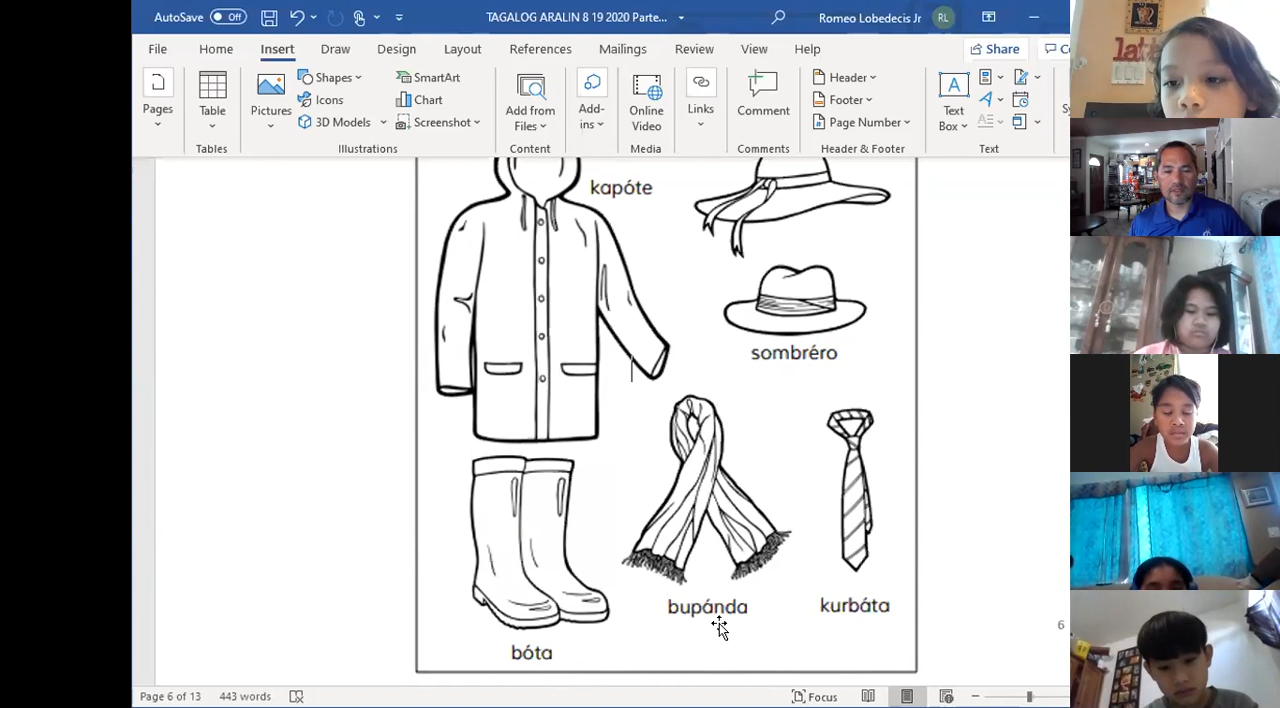 AutoSave Off TAGALOG ARALIN 8 19 2020 Parte... Romeo Lobedecis Jr RL
File Home Insert Draw Design Layout References Mailings Review View Help Share
Pages Table Pictures Shapes Icons 3D Models SmartArt Chart Screenshot Add from Files Add-ins Online Video Links Comment Header Footer Page Number A Text Box
Tables Illustrations Content Media Comments Header & Footer Text
kapóte
sombréro
bupánda
kurbáta
bóta
6
Page 6 of 13 443 words Focus